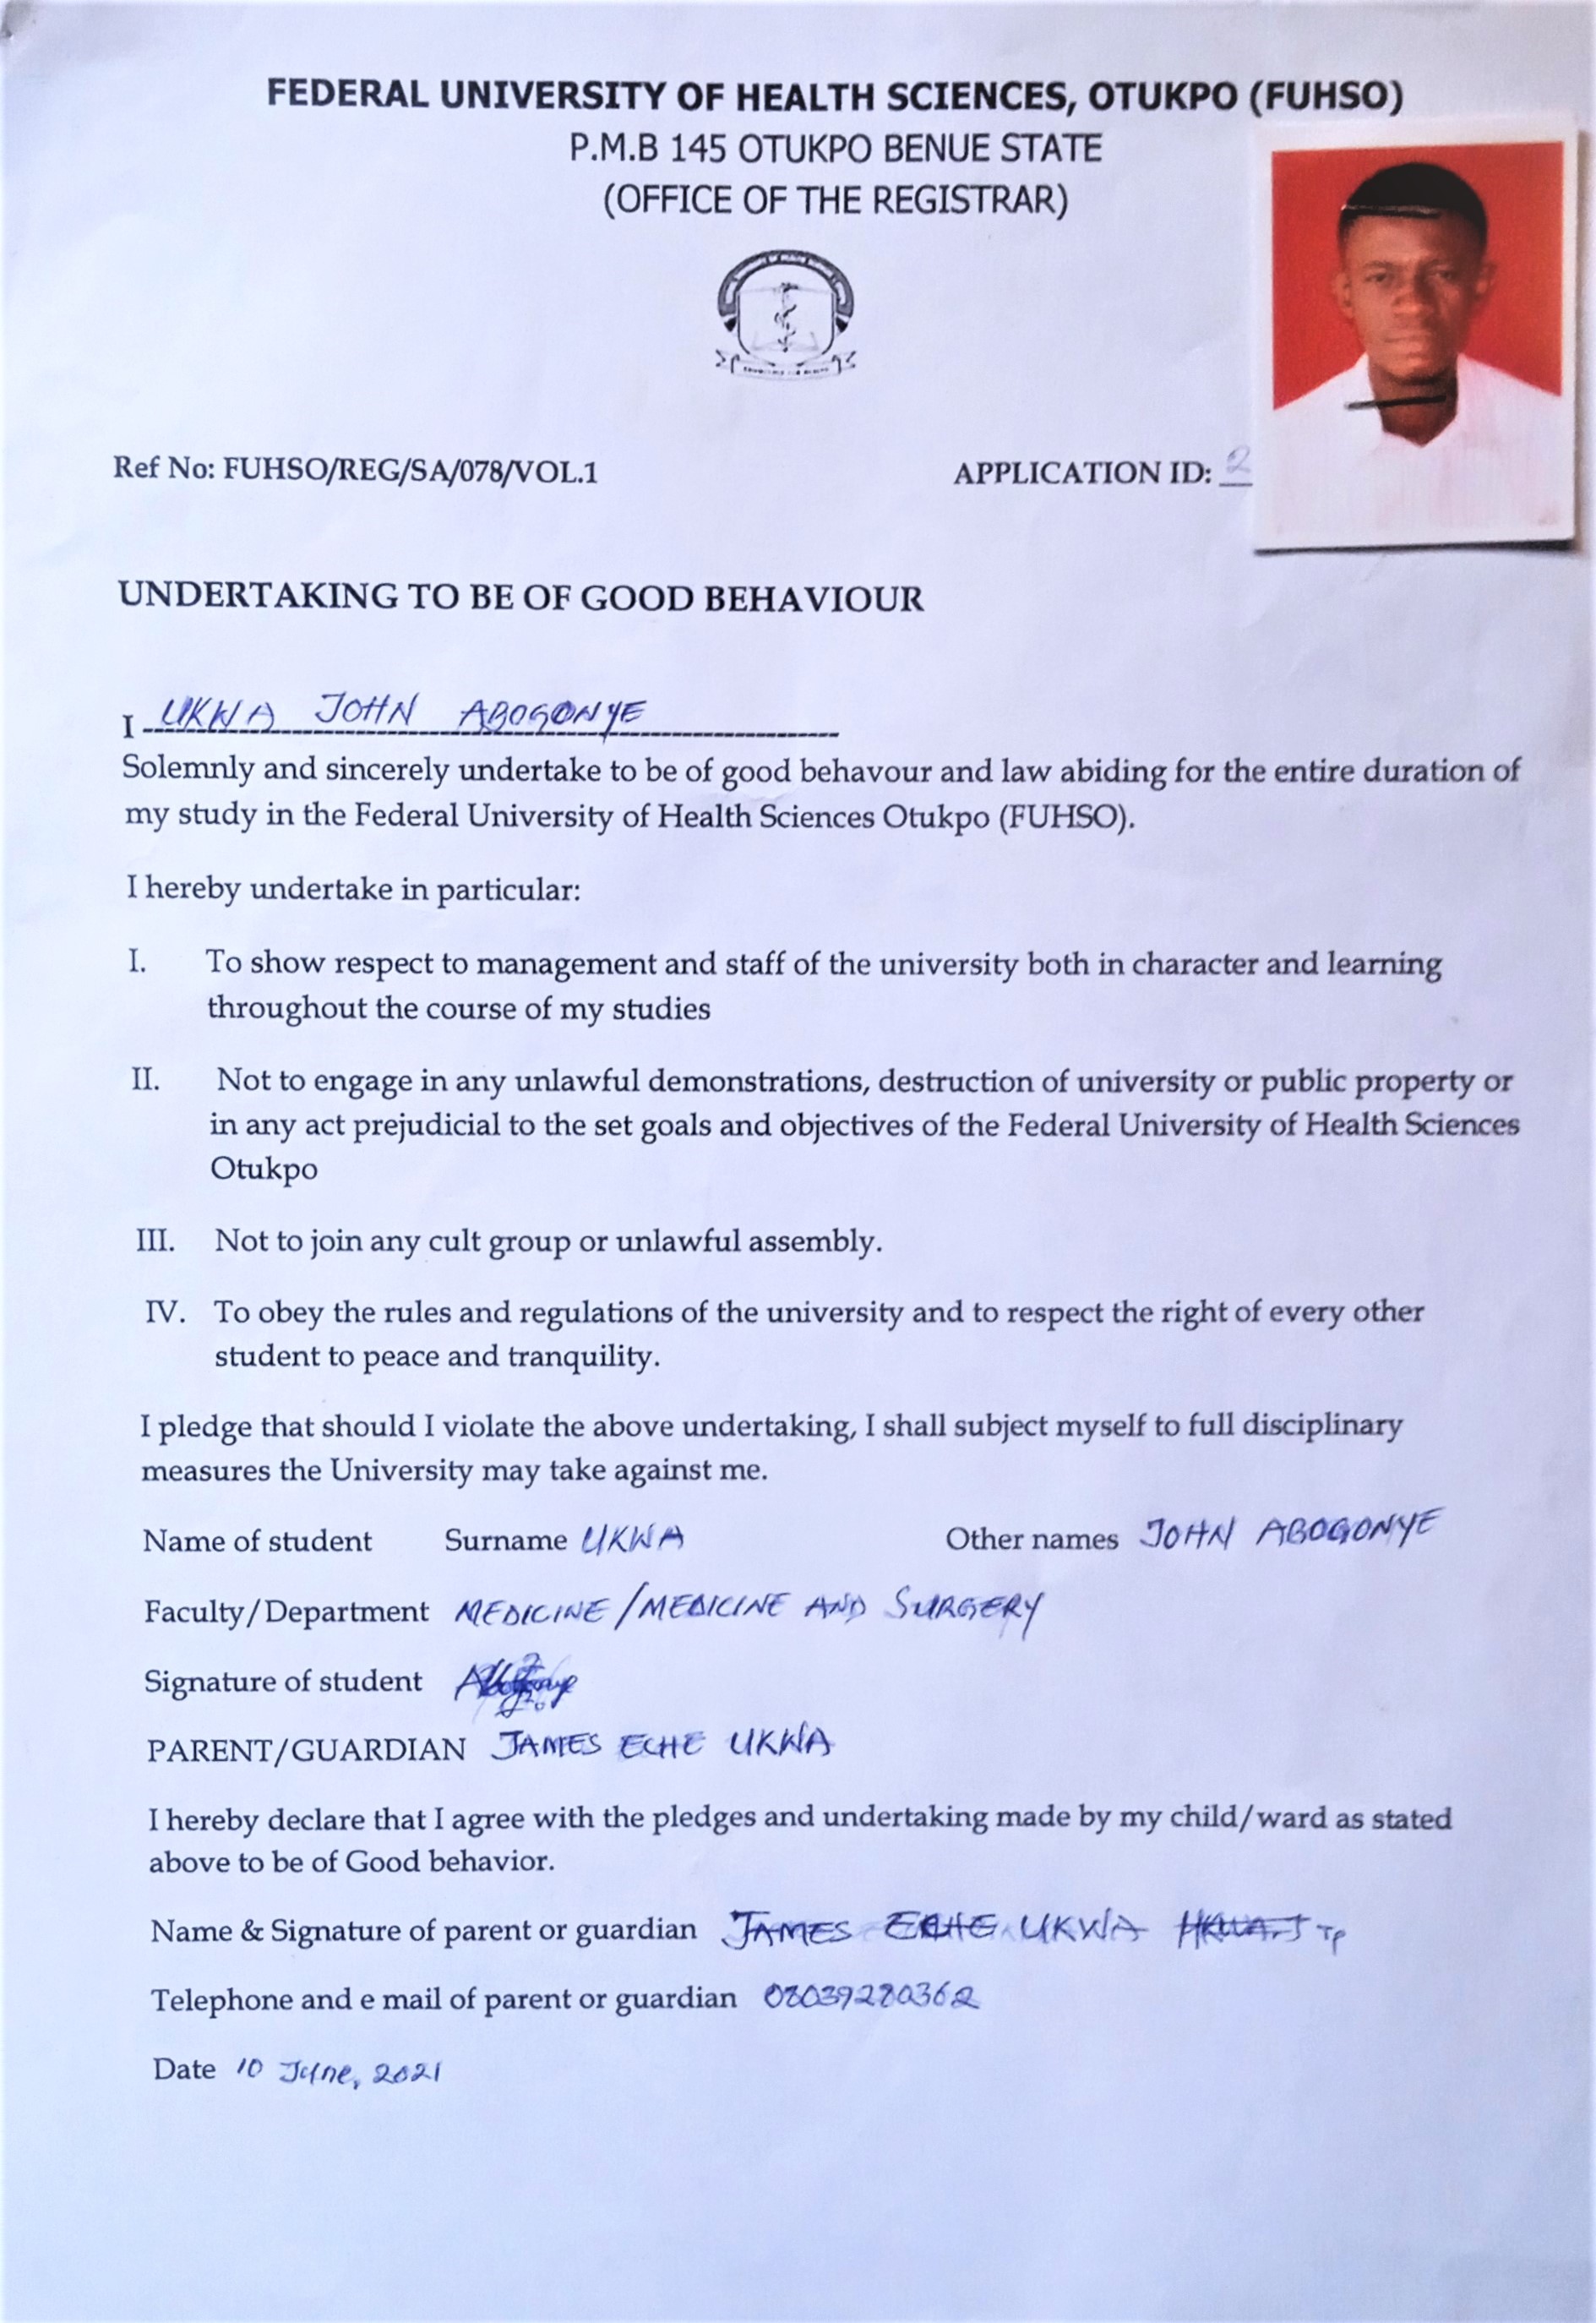 FEDERAL UNIVERSITY OF HEALTH SCIENCES, OTUKPO (FUHSO)
P.M.B 145 OTUKPO BENUE STATE
(OFFICE OF THE REGISTRAR)
Ref No: FUHSO/REG/SA/078/VOL.1 APPLICATION ID: 2
UNDERTAKING TO BE OF GOOD BEHAVIOUR
I UKWA JOHN ABOGONYE
Solemnly and sincerely undertake to be of good behavour and law abiding for the entire duration of
my study in the Federal University of Health Sciences Otukpo (FUHSO).
I hereby undertake in particular:
I. To show respect to management and staff of the university both in character and learning
throughout the course of my studies
II. Not to engage in any unlawful demonstrations, destruction of university or public property or
in any act prejudicial to the set goals and objectives of the Federal University of Health Sciences
Otukpo
III. Not to join any cult group or unlawful assembly.
IV. To obey the rules and regulations of the university and to respect the right of every other
student to peace and tranquility.
I pledge that should I violate the above undertaking, I shall subject myself to full disciplinary
measures the University may take against me.
Name of student Surname UKWA Other names JOHN ABOGONYE
Faculty/Department MEDICINE/MEDICINE AND SURGERY
Signature of student
PARENT/GUARDIAN JAMES ECHE UKWA
I hereby declare that I agree with the pledges and undertaking made by my child/ward as stated
above to be of Good behavior.
Name & Signature of parent or guardian JAMES ECHE UKWA
Telephone and e mail of parent or guardian 08039280362
Date 10 June, 2021